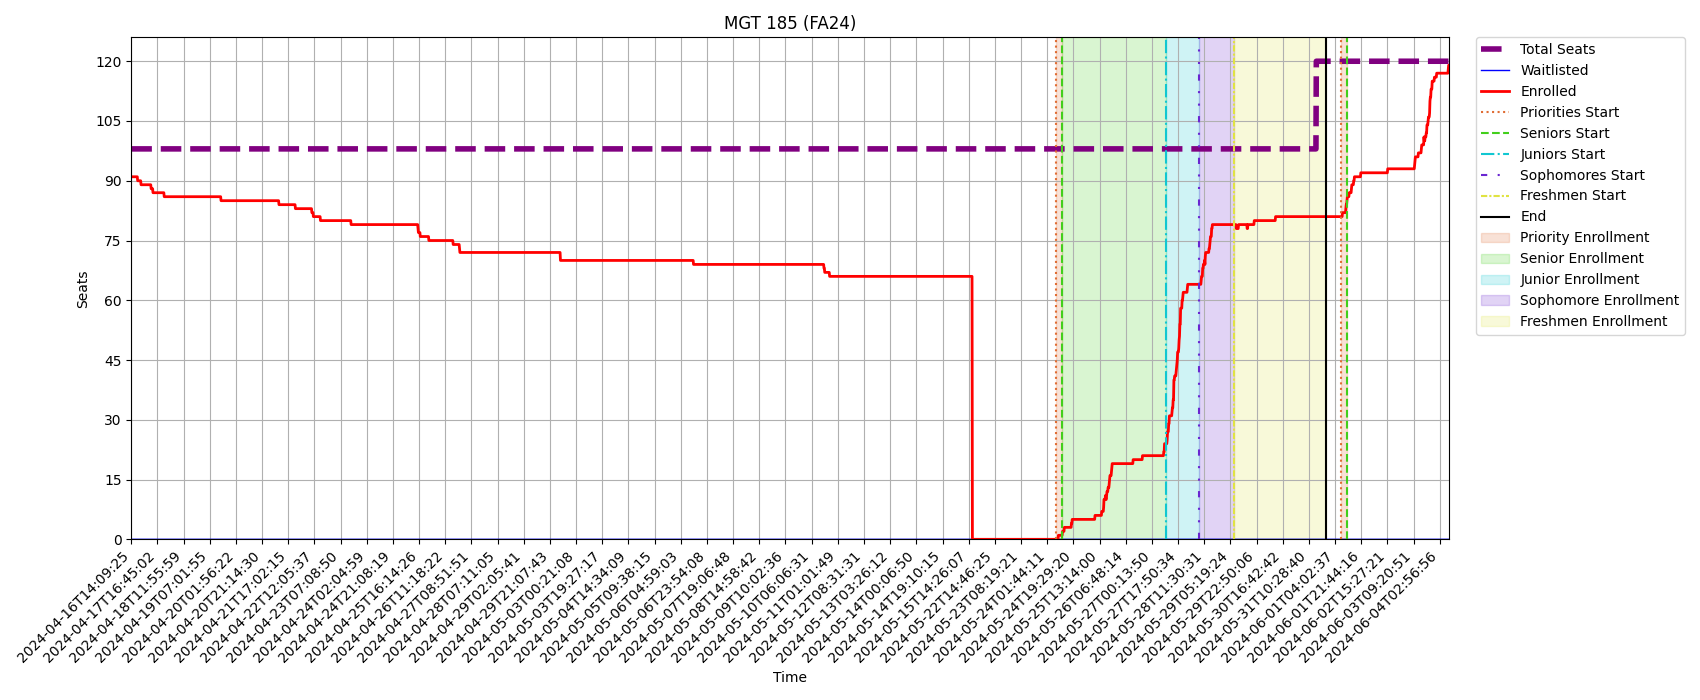 MGT 185 (FA24)
Seats
120
105
90
75
60
45
30
15
0
2024-04-16T14:09:25
2024-04-17T16:45:02
2024-04-18T11:55:59
2024-04-19T07:01:55
2024-04-20T01:56:22
2024-04-20T21:14:30
2024-04-21T17:02:15
2024-04-22T12:05:37
2024-04-23T07:08:50
2024-04-24T02:04:59
2024-04-24T21:08:19
2024-04-25T16:14:26
2024-04-26T11:18:22
2024-04-27T08:51:51
2024-04-28T07:11:05
2024-04-29T02:05:41
2024-04-29T21:07:43
2024-05-03T00:21:08
2024-05-03T19:27:17
2024-05-04T14:34:09
2024-05-05T09:38:15
2024-05-06T04:59:03
2024-05-06T23:54:08
2024-05-07T19:06:48
2024-05-08T14:58:42
2024-05-09T10:02:36
2024-05-10T06:06:31
2024-05-11T01:01:49
2024-05-12T08:31:31
2024-05-13T03:26:12
2024-05-14T00:06:50
2024-05-14T19:10:15
2024-05-15T14:26:07
2024-05-22T14:46:25
2024-05-23T08:19:21
2024-05-24T01:44:11
2024-05-24T19:29:20
2024-05-25T13:14:00
2024-05-26T06:48:14
2024-05-27T00:13:50
2024-05-27T17:50:34
2024-05-28T11:30:31
2024-05-29T05:19:24
2024-05-29T22:50:06
2024-05-30T16:42:42
2024-05-31T10:28:40
2024-06-01T04:02:37
2024-06-01T21:44:16
2024-06-02T15:27:21
2024-06-03T09:20:51
2024-06-04T02:56:56
Time
Total Seats
Waitlisted
Enrolled
Priorities Start
Seniors Start
Juniors Start
Sophomores Start
Freshmen Start
End
Priority Enrollment
Senior Enrollment
Junior Enrollment
Sophomore Enrollment
Freshmen Enrollment